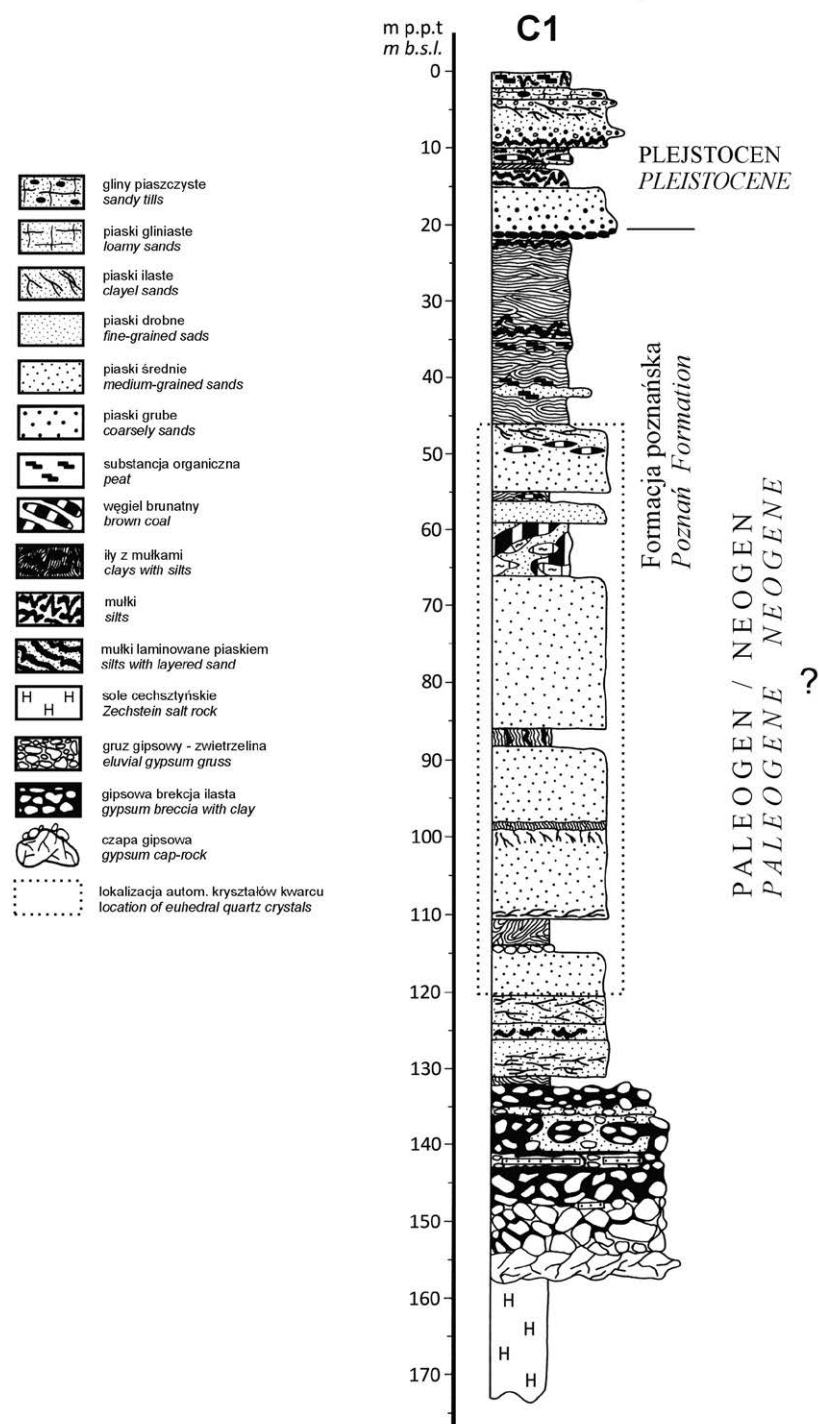 m p.p.t
m b.s.l.
C1
0
10
20
30
40
50
60
70
80
90
100
110
120
130
140
150
160
170
gliny piaszczyste
sandy tills
piaski gliniaste
loamy sands
piaski ilaste
clayel sands
piaski drobne
fine-grained sads
piaski średnie
medium-grained sands
piaski grube
coarsely sands
substancja organiczna
peat
węgiel brunatny
brown coal
iły z mułkami
clays with silts
mułki
silts
mułki laminowane piaskiem
silts with layered sand
H H
H
sole cechsztyńskie
Zechstein salt rock
gruz gipsowy - zwietrzelina
eluvial gypsum gruss
gipsowa brekcja ilasta
gypsum breccia with clay
czapa gipsowa
gypsum cap-rock
lokalizacja autom. kryształów kwarcu
location of euhedral quartz crystals
PLEJSTOCEN
PLEISTOCENE
Formacja poznańska
Poznań Formation
PALEOGEN / NEOGEN
PALEOGENE NEOGENE
?
H
H
H
H